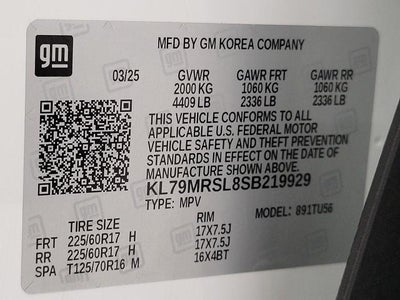 gm
MFD BY GM KOREA COMPANY
03/25 GVWR GAWR FRT GAWR RR
2000 KG 1060 KG 1060 KG
4409 LB 2336 LB 2336 LB
THIS VEHICLE CONFORMS TO ALL
APPLICABLE U.S. FEDERAL MOTOR
VEHICLE SAFETY AND THEFT PREVENTION
STANDARDS IN EFFECT ON THE DATE OF
MANUFACTURE SHOWN ABOVE.
KL79MRSL8SB219929
TYPE: MPV MODEL: 891TU56
TIRE SIZE RIM
FRT 225/60R17 H 17X7.5J
RR 225/60R17 H 17X7.5J
SPA T125/70R16 M 16X4BT